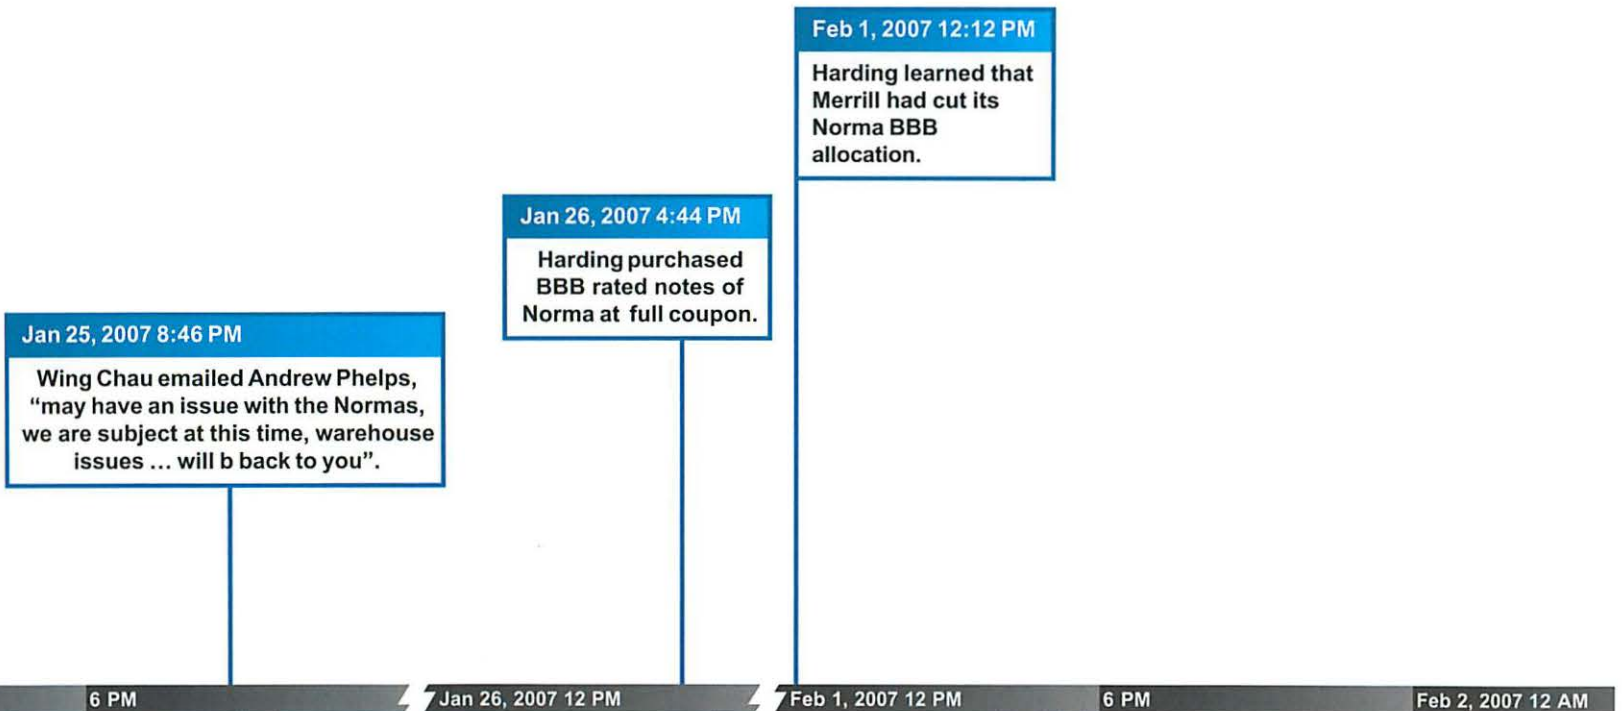 Feb 1, 2007 12:12 PM
Harding learned that
Merrill had cut its
Norma BBB
allocation.
Jan 26, 2007 4:44 PM
Harding purchased
BBB rated notes of
Norma at full coupon.
Jan 25, 2007 8:46 PM
Wing Chau emailed Andrew Phelps,
“may have an issue with the Normas,
we are subject at this time, warehouse
issues ... will b back to you”.
6 PM
Jan 26, 2007 12 PM
Feb 1, 2007 12 PM
6 PM
Feb 2, 2007 12 AM